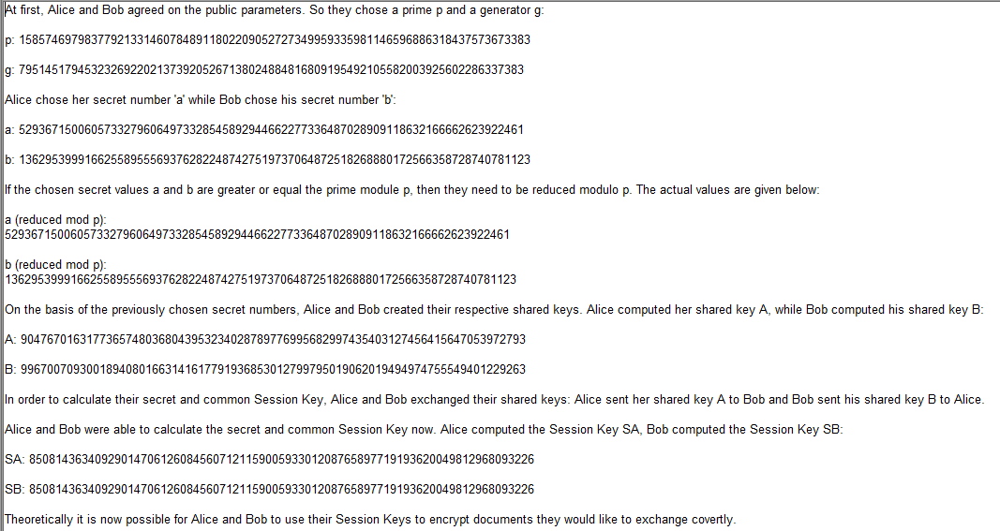 At first, Alice and Bob agreed on the public parameters. So they chose a prime p and a generator g:
p: 158574697983779213314607848911802209052727349959335981146596886318437573673383
g: 79514517945323269220213739205267138024884816809195492105582003925602286337383
Alice chose her secret number 'a' while Bob chose his secret number 'b':
a: 52936715006057332796064973328545892944662277336487028909118632166662623922461
b: 136295399916625589555693762822487427519737064872518268880172566358728740781123
If the chosen secret values a and b are greater or equal the prime module p, then they need to be reduced modulo p. The actual values are given below:
a (reduced mod p):
52936715006057332796064973328545892944662277336487028909118632166662623922461
b (reduced mod p):
136295399916625589555693762822487427519737064872518268880172566358728740781123
On the basis of the previously chosen secret numbers, Alice and Bob created their respective shared keys. Alice computed her shared key A, while Bob computed his shared key B:
A: 90476701631773657480368043953234028789776995682997435403127456415647053972793
B: 99670070930018940801663141617791936853012799795019062019494974755549401229263
In order to calculate their secret and common Session Key, Alice and Bob exchanged their shared keys: Alice sent her shared key A to Bob and Bob sent his shared key B to Alice.
Alice and Bob were able to calculate the secret and common Session Key now. Alice computed the Session Key SA, Bob computed the Session Key SB:
SA: 85081436340929014706126084560712115900593301208765897719193620049812968093226
SB: 85081436340929014706126084560712115900593301208765897719193620049812968093226
Theoretically it is now possible for Alice and Bob to use their Session Keys to encrypt documents they would like to exchange covertly.